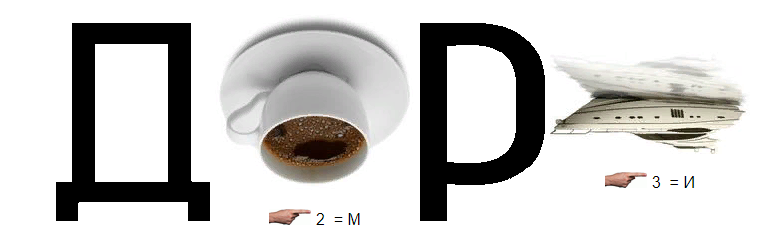 Д Р
3 = И
2 = М